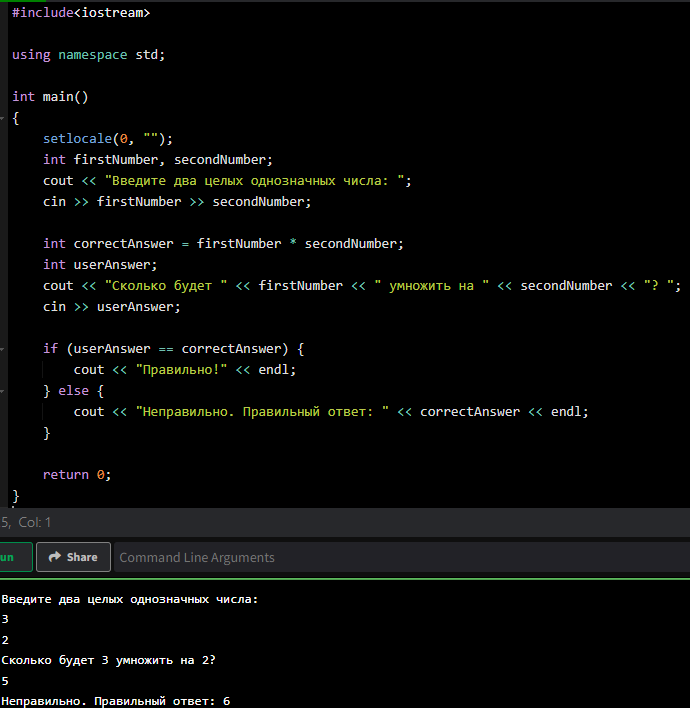 #include<iostream>
using namespace std;
int main()
{
setlocale(0, "");
int firstNumber, secondNumber;
cout << "Введите два целых однозначных числа: ";
cin >> firstNumber >> secondNumber;
int correctAnswer = firstNumber * secondNumber;
int userAnswer;
cout << "Сколько будет " << firstNumber << " умножить на " << secondNumber << "? ";
cin >> userAnswer;
if (userAnswer == correctAnswer) {
cout << "Правильно!" << endl;
} else {
cout << "Неправильно. Правильный ответ: " << correctAnswer << endl;
}
return 0;
}
5, Col: 1
un Share Command Line Arguments
Введите два целых однозначных числа:
3
2
Сколько будет 3 умножить на 2?
5
Неправильно. Правильный ответ: 6